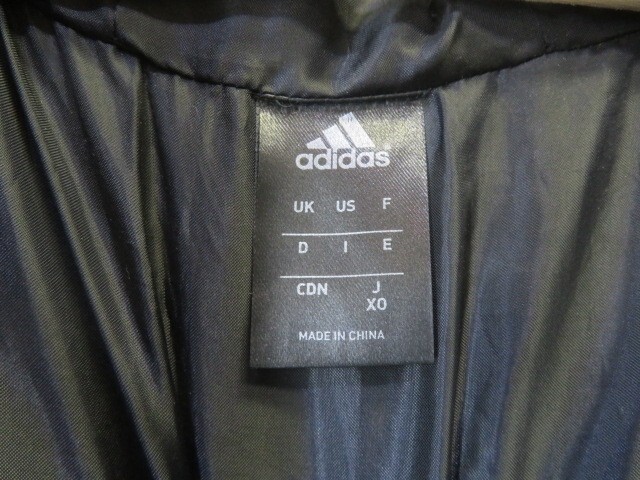 adidas
UK US F
D I E
CDN J
XO
MADE IN CHINA